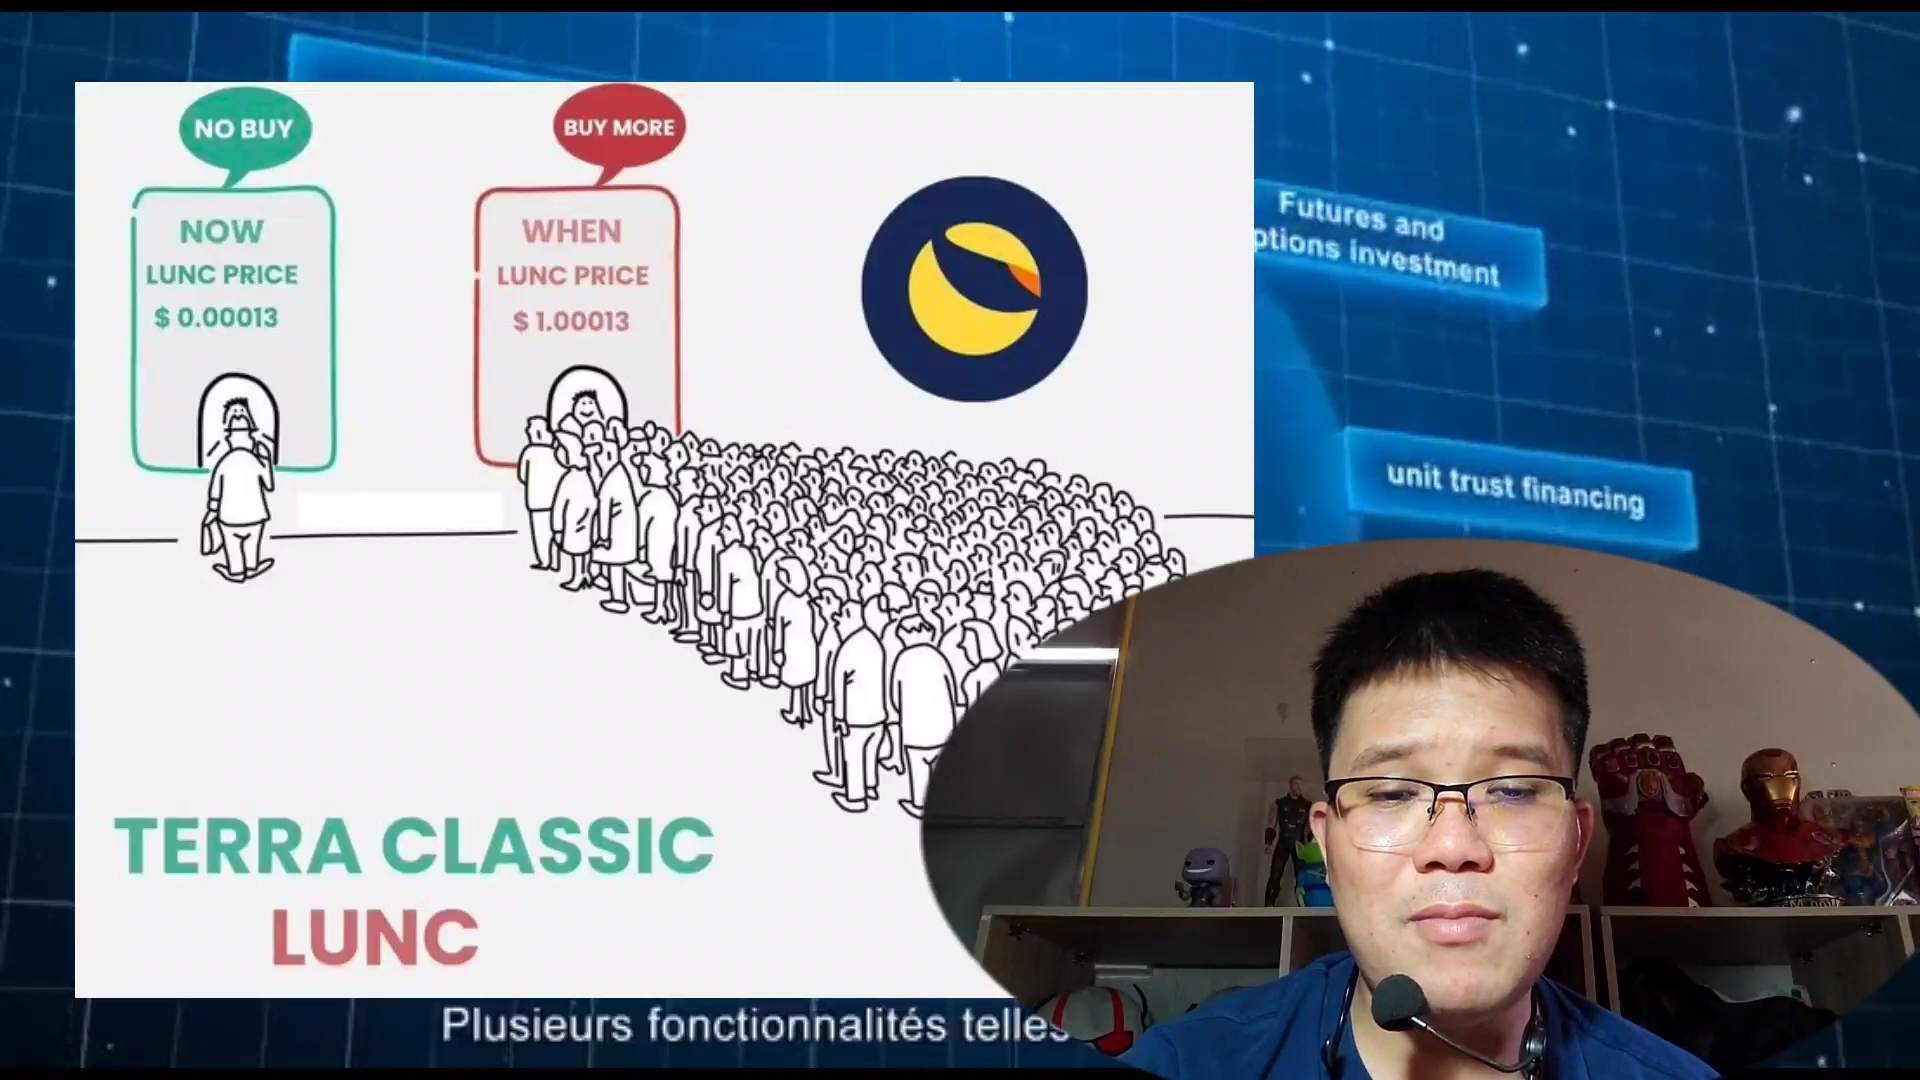 NO BUY
BUY MORE
NOW
LUNC PRICE
$ 0.00013
WHEN
LUNC PRICE
$ 1.00013
Futures and
ptions investment
unit trust financing
TERRA CLASSIC
LUNC
Plusieurs fonctionnalités telles